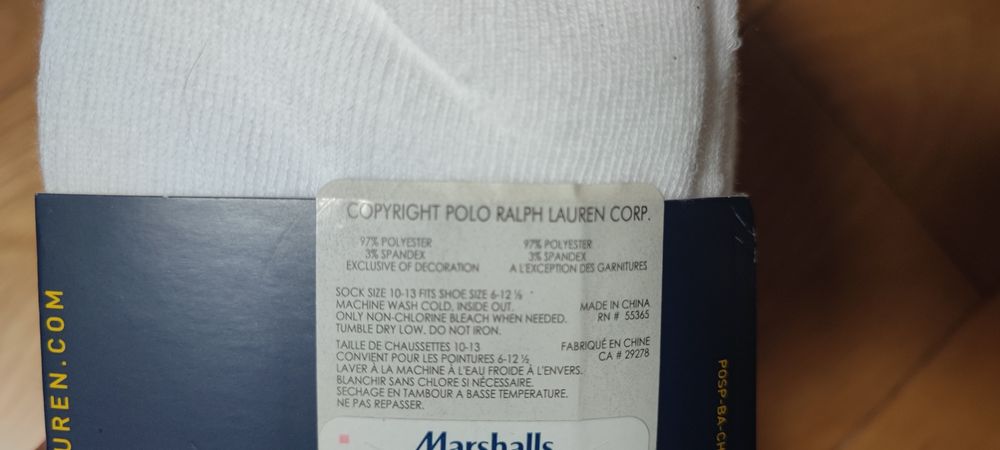 COPYRIGHT POLO RALPH LAUREN CORP.
97% POLYESTER
3% SPANDEX
EXCLUSIVE OF DECORATION
97% POLYESTER
3% SPANDEX
A L'EXCEPTION DES GARNITURES
SOCK SIZE 10-13 FITS SHOE SIZE 6-12 ½
MACHINE WASH COLD, INSIDE OUT.
ONLY NON-CHLORINE BLEACH WHEN NEEDED.
TUMBLE DRY LOW. DO NOT IRON.
MADE IN CHINA
RN # 55365
TAILLE DE CHAUSSETTES 10-13
CONVIENT POUR LES POINTURES 6-12 ½
LAVER À LA MACHINE À L'EAU FROIDE À L'ENVERS.
BLANCHIR SANS CHLORE SI NÉCESSAIRE.
SECHAGE EN TAMBOUR A BASSE TEMPERATURE.
NE PAS REPASSER.
FABRIQUÉ EN CHINE
CA # 29278
Marshalls
UREN.COM
POSP-BA-CH